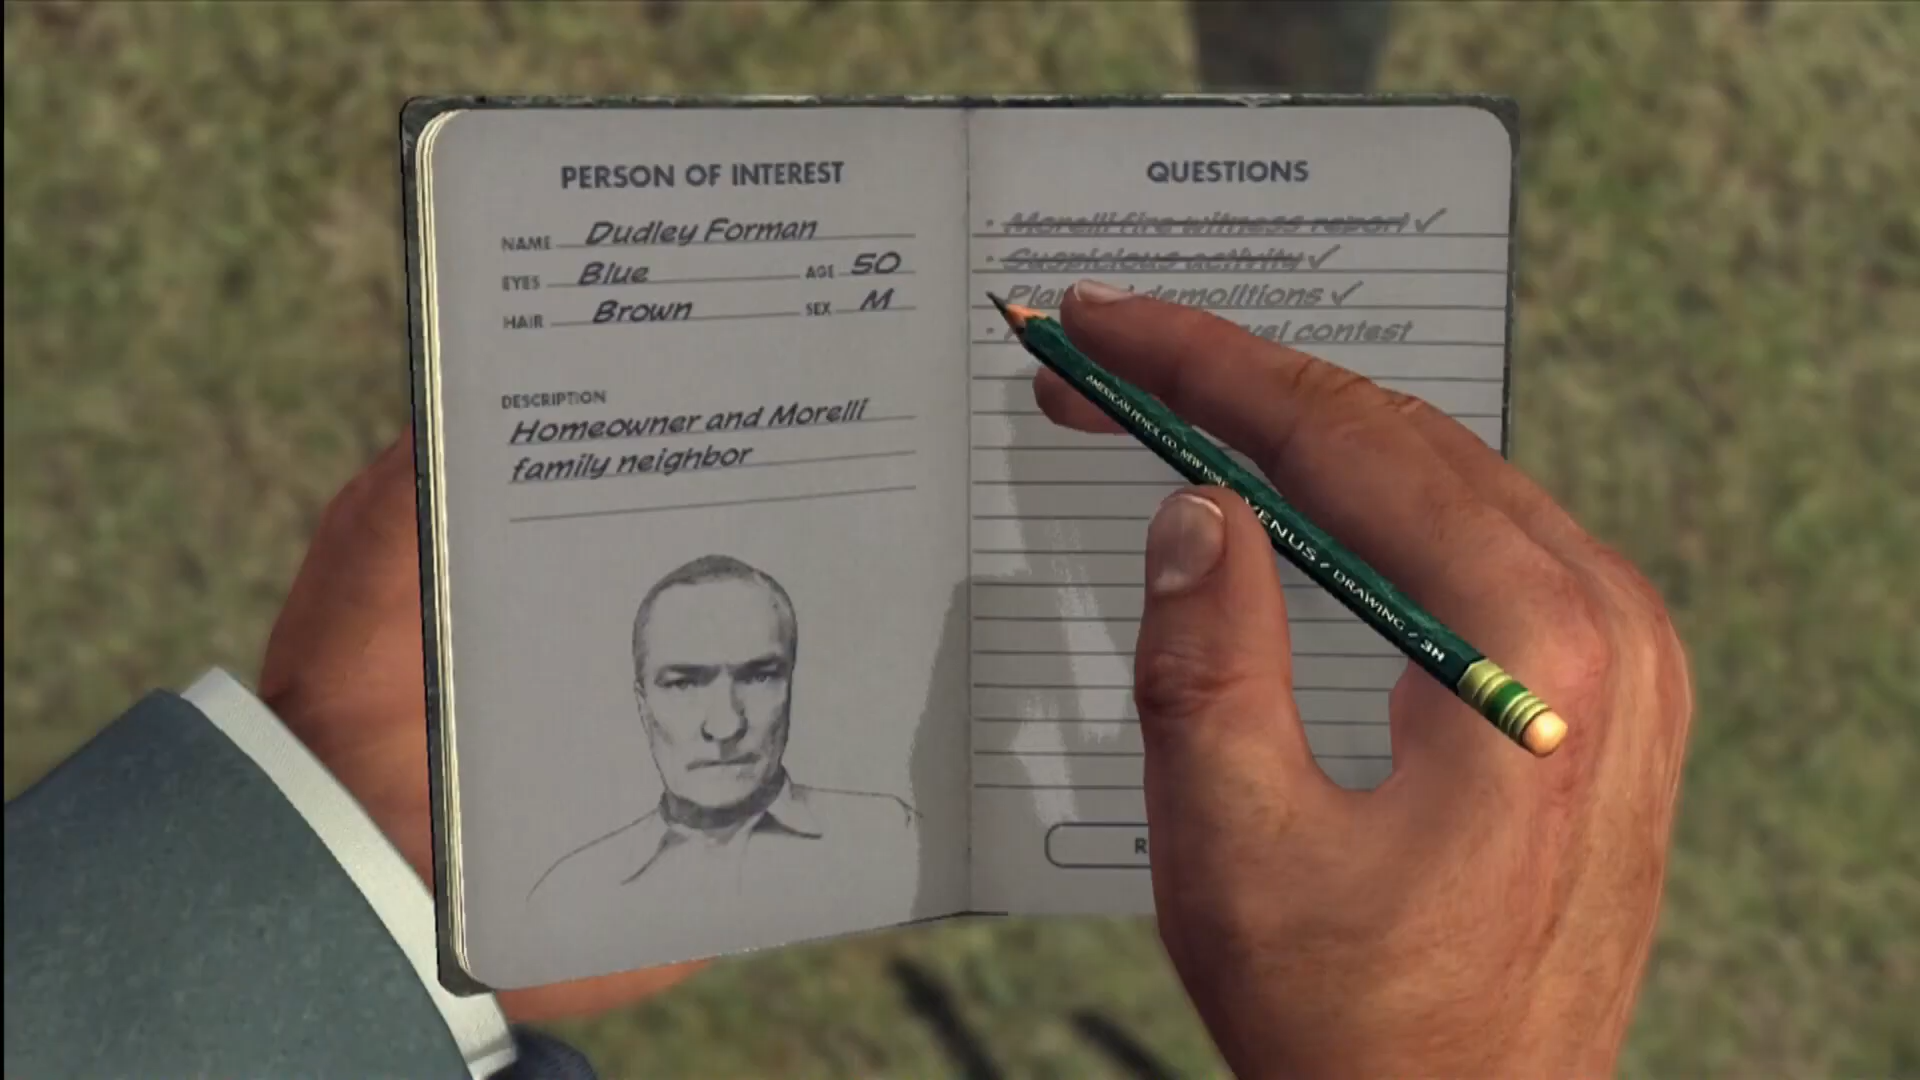 PERSON OF INTEREST
NAME Dudley Forman
EYES Blue AGE 50
HAIR Brown SEX M
DESCRIPTION
Homeowner and Morelli
family neighbor
QUESTIONS
• Morelli fire witness report ✓
• Suspicious activity ✓
demolitions ✓
• contest
AMERICAN PENCIL CO. NEW YORK VENUS / DRAWING / 3H